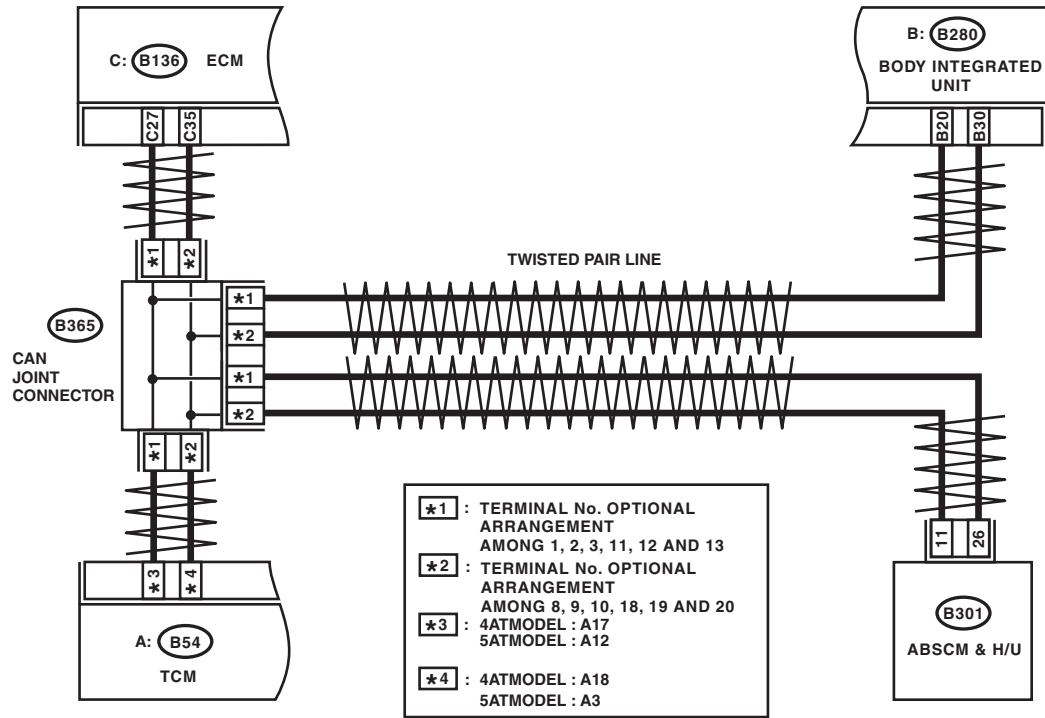 C: B136 ECM
C27 C35
B: B280
BODY INTEGRATED
UNIT
B20 B30
*1 *2
TWISTED PAIR LINE
B365
CAN
JOINT
CONNECTOR
*1
*2
*1
*2
*1 *2
*3 *4
A: B54
TCM
*1 : TERMINAL No. OPTIONAL
ARRANGEMENT
AMONG 1, 2, 3, 11, 12 AND 13
*2 : TERMINAL No. OPTIONAL
ARRANGEMENT
AMONG 8, 9, 10, 18, 19 AND 20
*3 : 4ATMODEL : A17
5ATMODEL : A12
*4 : 4ATMODEL : A18
5ATMODEL : A3
11 26
B301
ABSCM & H/U